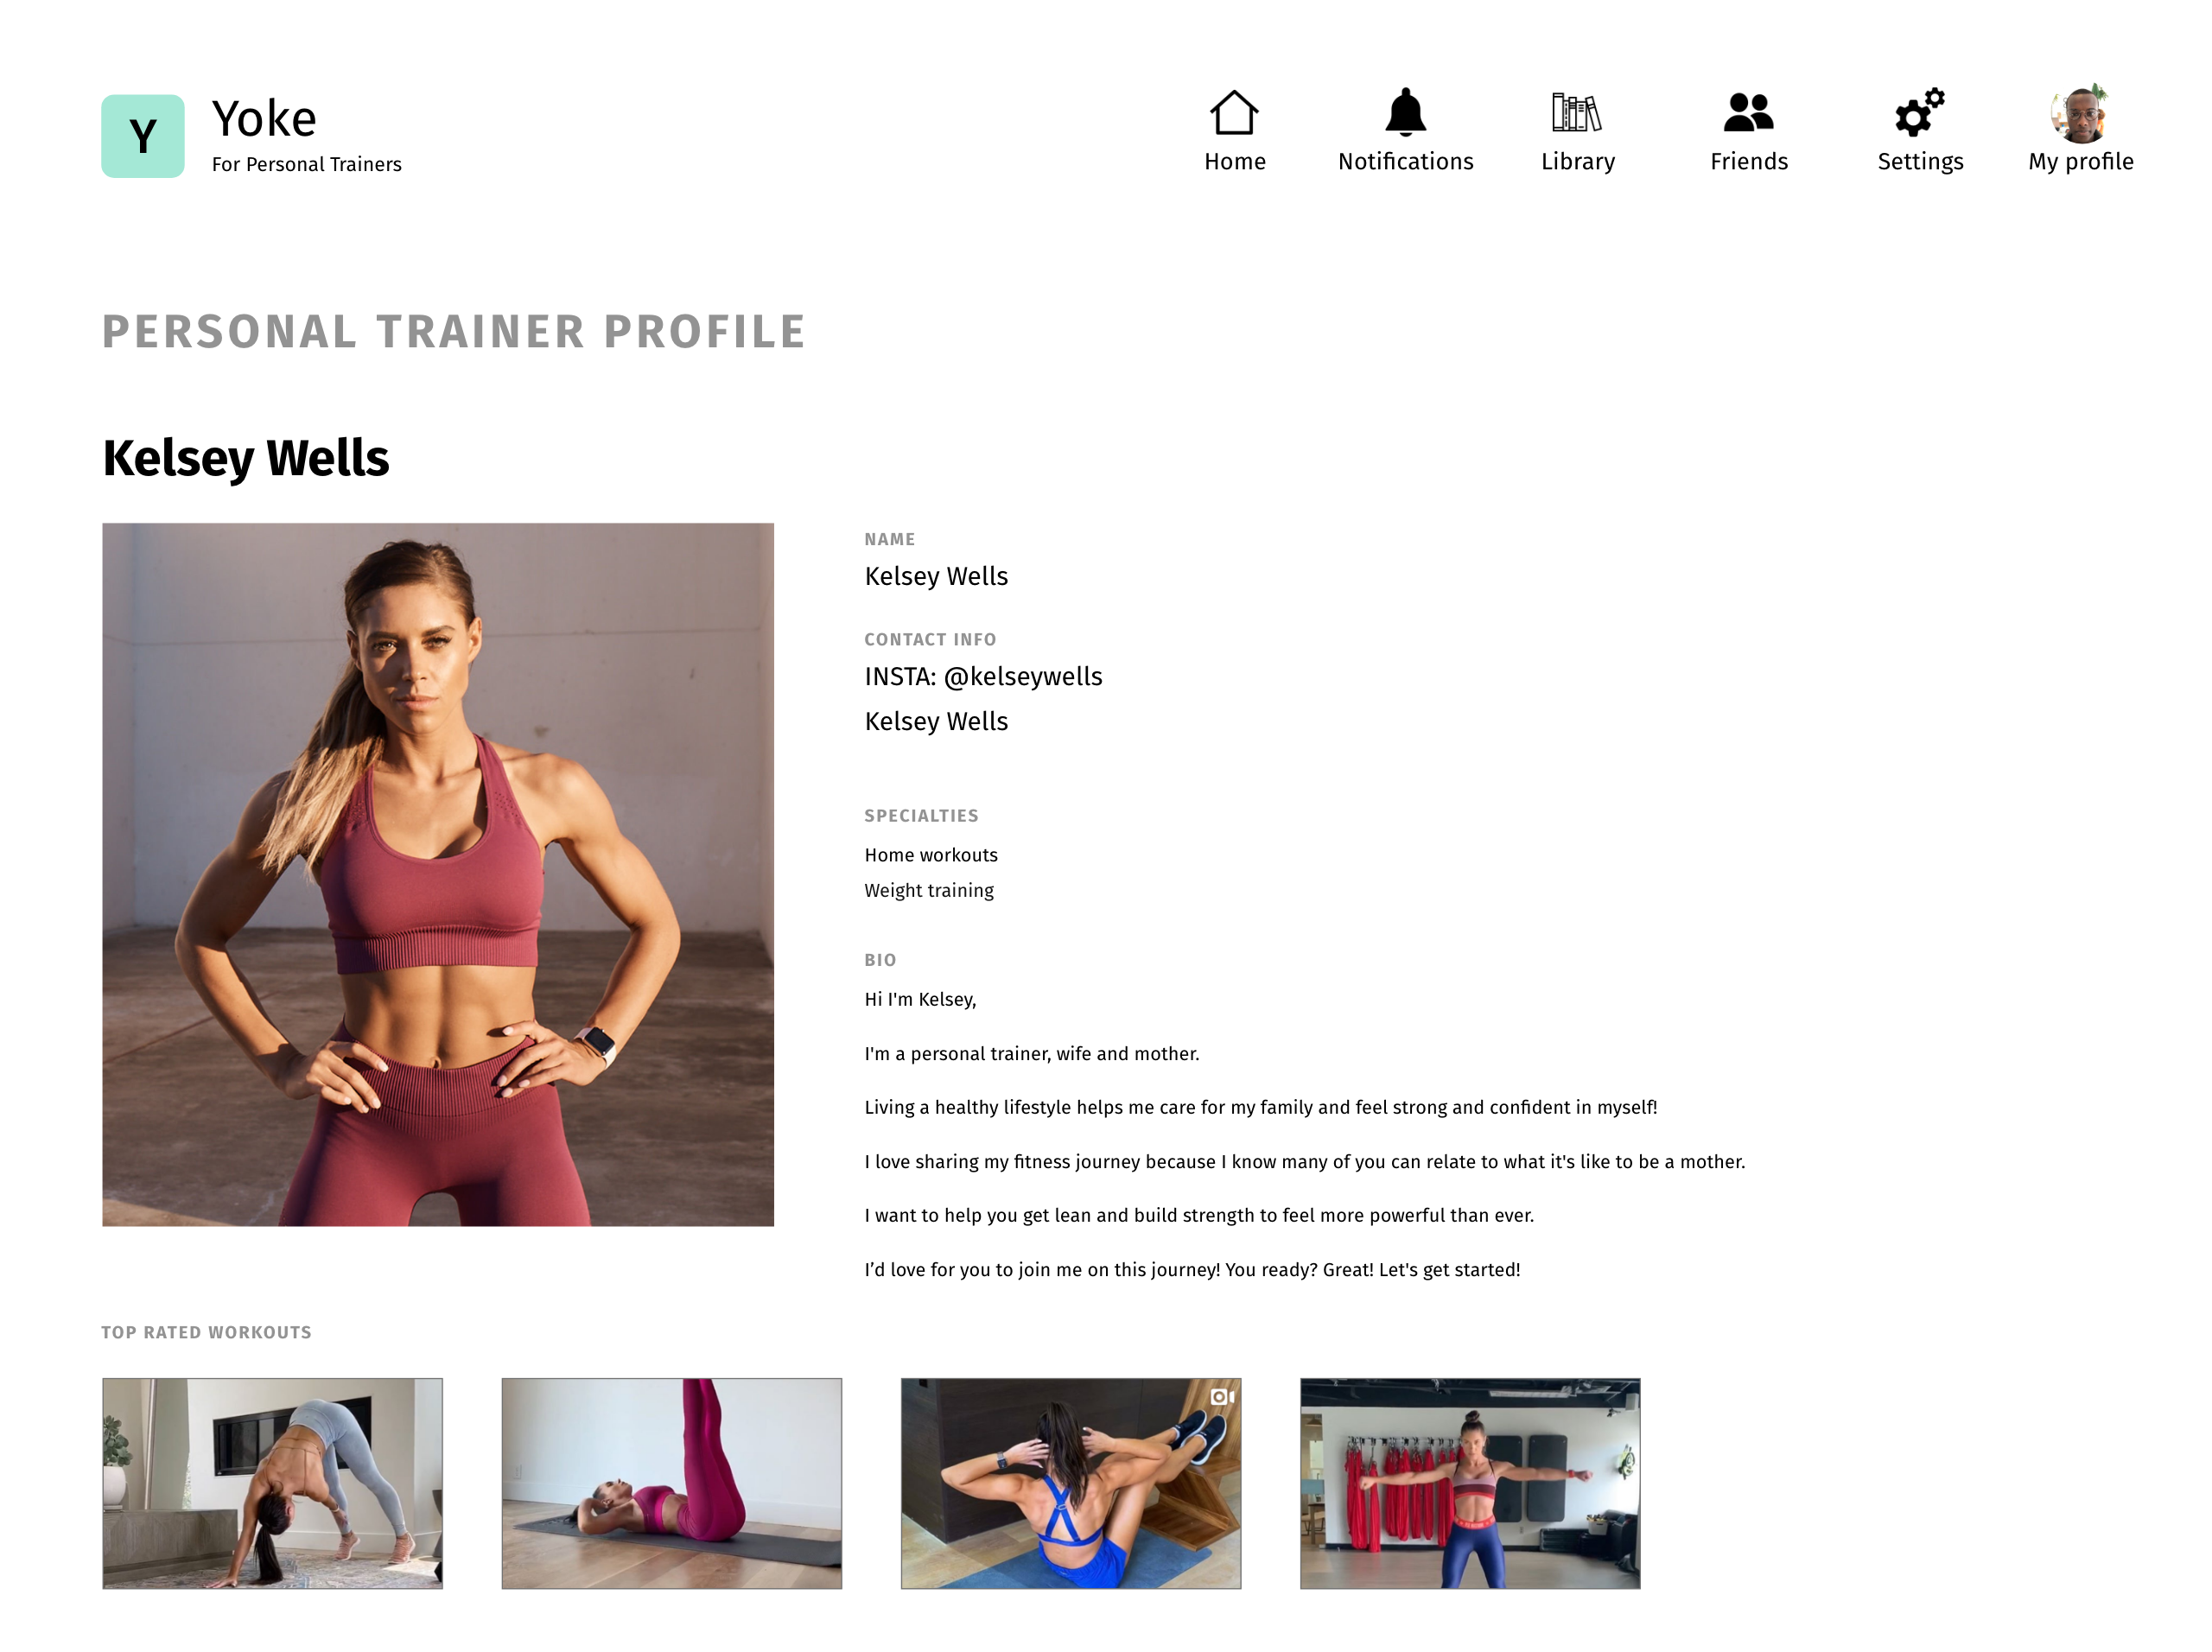 Y
Yoke
For Personal Trainers
Home
Notifications
Library
Friends
Settings
My profile
PERSONAL TRAINER PROFILE
Kelsey Wells
NAME
Kelsey Wells
CONTACT INFO
INSTA: @kelseywells
Kelsey Wells
SPECIALTIES
Home workouts
Weight training
BIO
Hi I'm Kelsey,
I'm a personal trainer, wife and mother.
Living a healthy lifestyle helps me care for my family and feel strong and confident in myself!
I love sharing my fitness journey because I know many of you can relate to what it's like to be a mother.
I want to help you get lean and build strength to feel more powerful than ever.
I’d love for you to join me on this journey! You ready? Great! Let's get started!
TOP RATED WORKOUTS